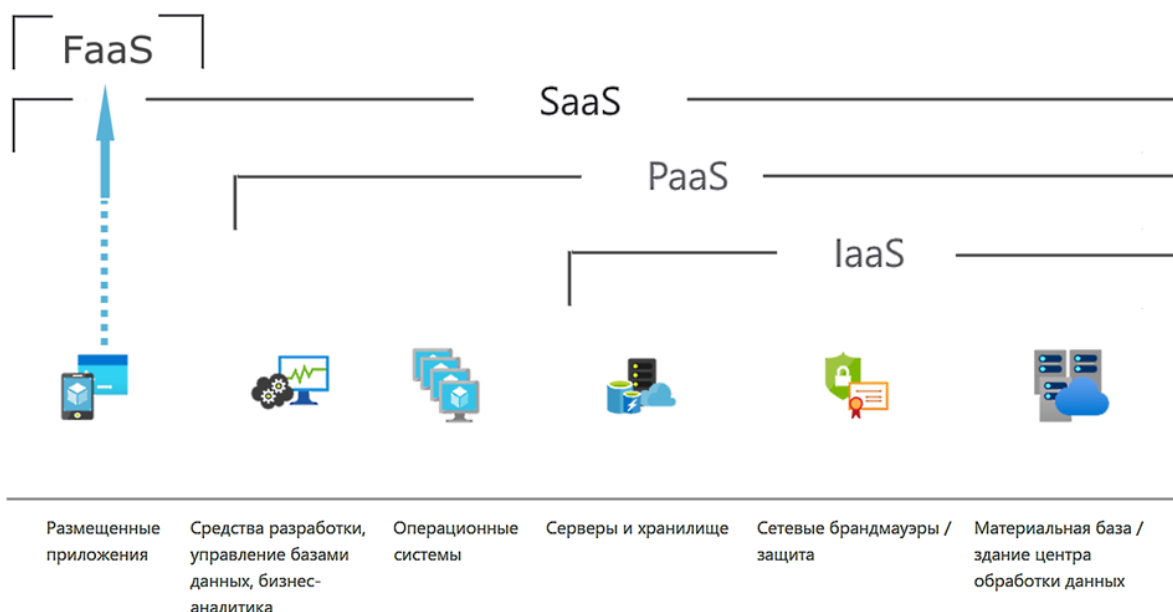 FaaS
SaaS
PaaS
IaaS
Размещенные
приложения
Средства разработки,
управление базами
данных, бизнес-
аналитика
Операционные
системы
Серверы и хранилище
Сетевые брандмауэры /
защита
Материальная база /
здание центра
обработки данных